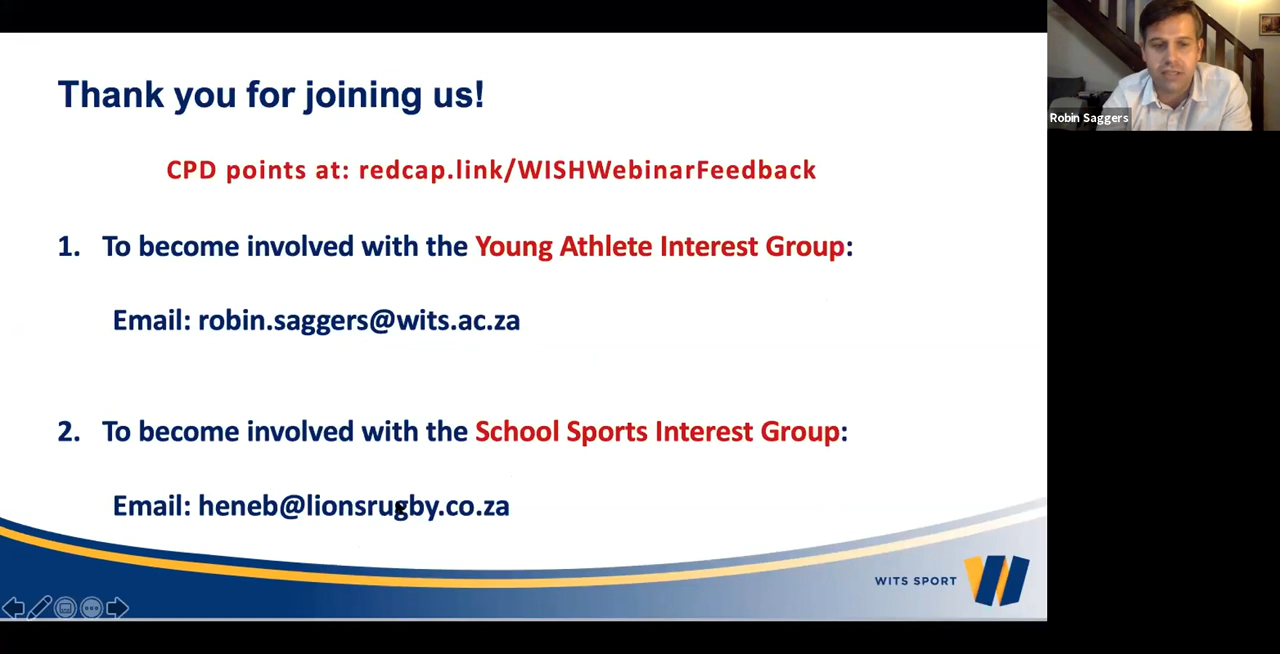 Thank you for joining us!
CPD points at: redcap.link/WISHWebinarFeedback
1. To become involved with the Young Athlete Interest Group:
Email: robin.saggers@wits.ac.za
2. To become involved with the School Sports Interest Group:
Email: heneb@lionsrugby.co.za
WITS SPORT
Robin Saggers